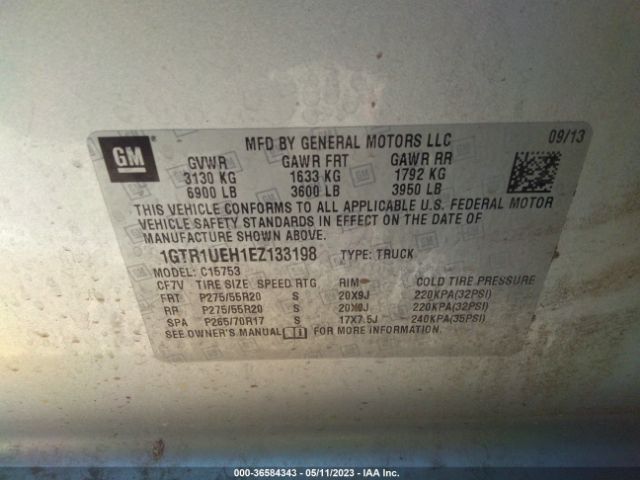 GM
MFD BY GENERAL MOTORS LLC 09/13
GVWR GAWR FRT GAWR RR
3130 KG 1633 KG 1792 KG
6900 LB 3600 LB 3950 LB
THIS VEHICLE CONFORMS TO ALL APPLICABLE U.S. FEDERAL MOTOR
VEHICLE SAFETY STANDARDS IN EFFECT ON THE DATE OF
MANUFACTURE SHOWN ABOVE.
1GTR1UEH1EZ133198 TYPE: TRUCK
MODEL: C15753
CF7V TIRE SIZE SPEED RTG RIM COLD TIRE PRESSURE
FRT P275/55R20 S 20X9J 220KPA(32PSI)
RR P275/55R20 S 20X9J 220KPA(32PSI)
SPA P265/70R17 S 17X7.5J 240KPA(35PSI)
SEE OWNER'S MANUAL FOR MORE INFORMATION.
000-36584343 - 05/11/2023 - IAA Inc.